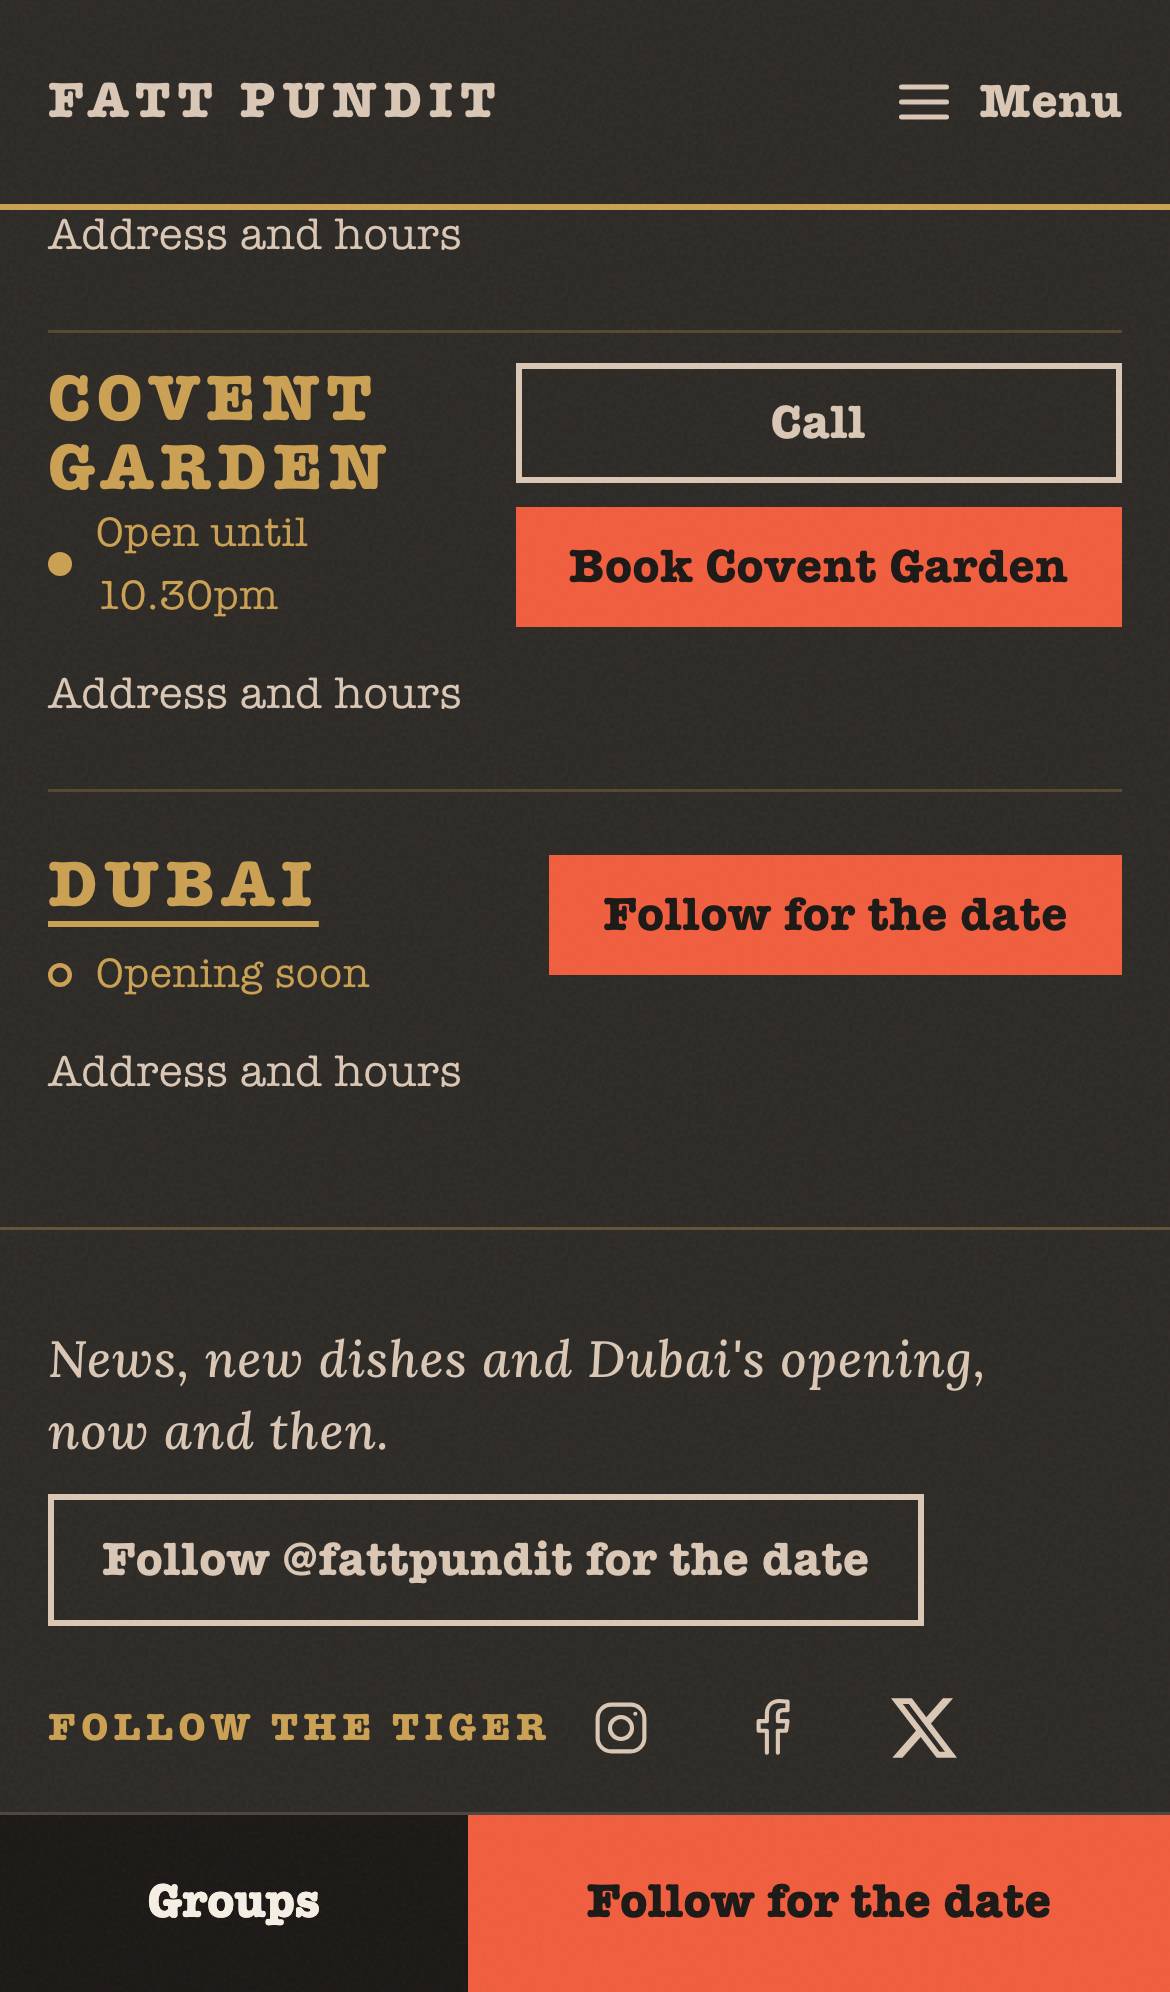 FATT PUNDIT
Menu
Address and hours
COVENT
GARDEN
Open until
10.30pm
Call
Book Covent Garden
Address and hours
DUBAI
Opening soon
Follow for the date
Address and hours
News, new dishes and Dubai's opening,
now and then.
Follow @fattpundit for the date
FOLLOW THE TIGER
Groups
Follow for the date